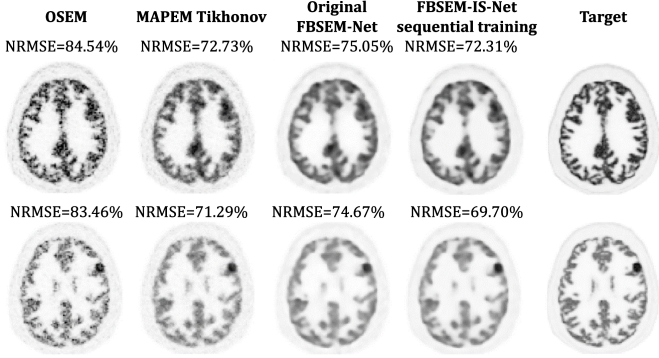 OSEM MAPEM Tikhonov Original FBSEM-Net FBSEM-IS-Net sequential training Target
NRMSE=84.54% NRMSE=72.73% NRMSE=75.05% NRMSE=72.31%
NRMSE=83.46% NRMSE=71.29% NRMSE=74.67% NRMSE=69.70%